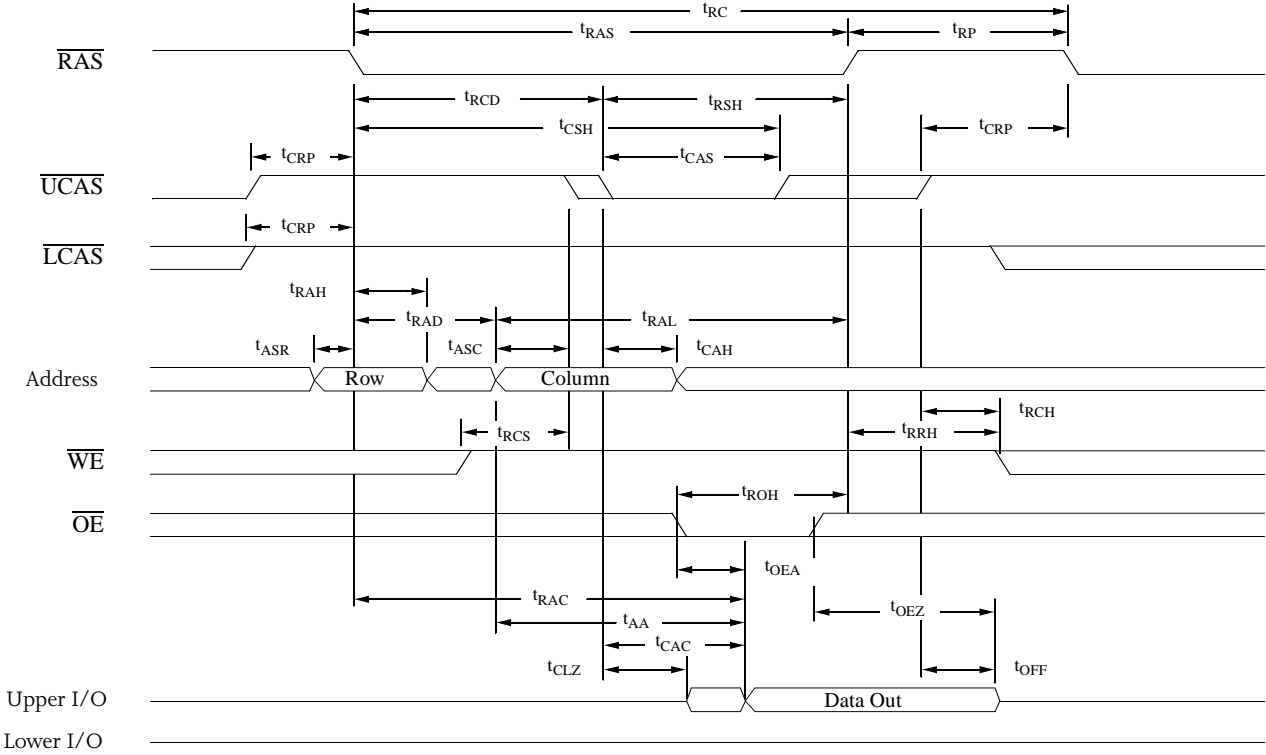 tRC
tRAS tRP
RAS
tRCD tRSH
tCSH tCRP
tCRP tCAS
UCAS
tCRP
LCAS
tRAH
tRAD tRAL
tASR tASC tCAH
Address Row Column
tRCH
tRCS tRRH
WE
tROH
OE
tOEA
tRAC tOEZ
tAA
tCAC
tCLZ tOFF
Upper I/O Data Out
Lower I/O